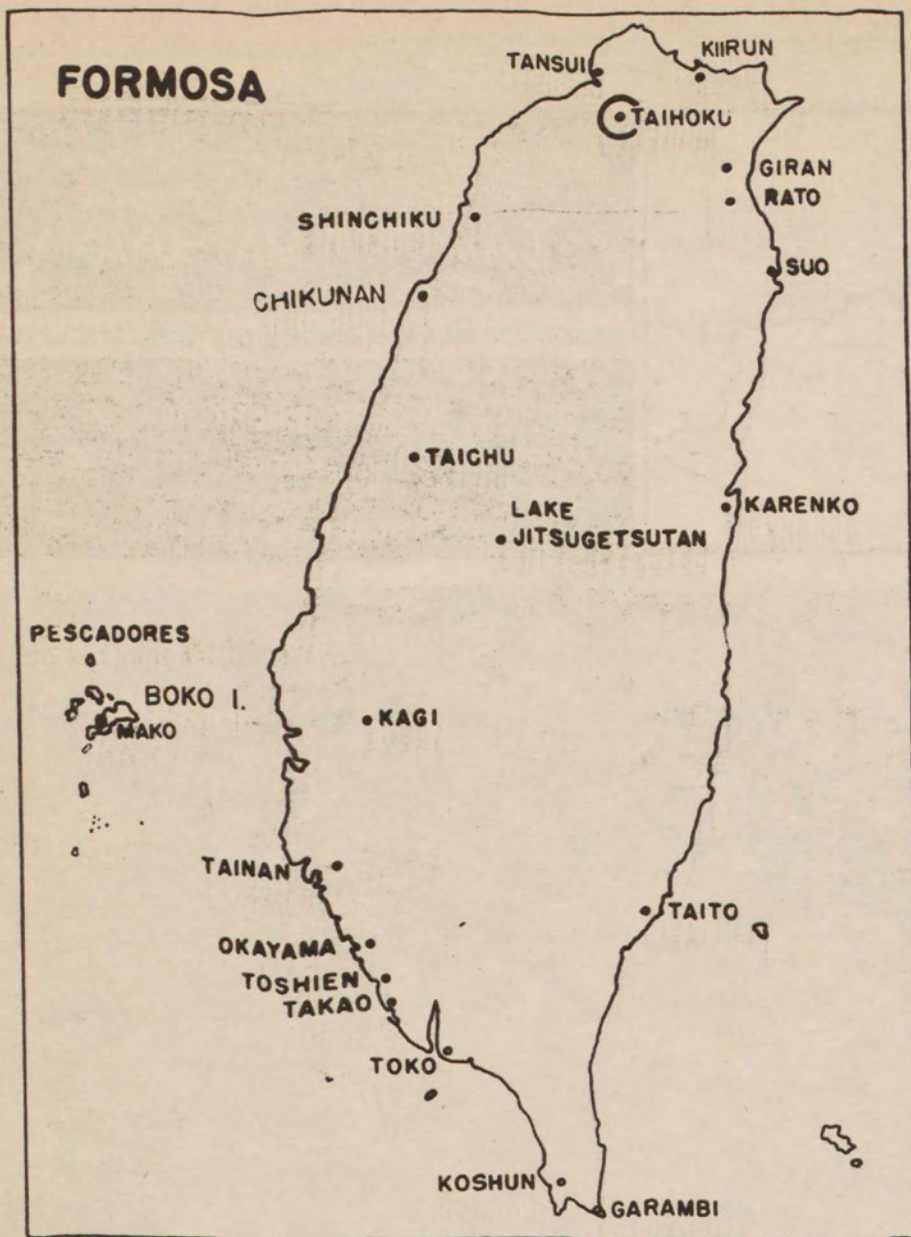 FORMOSA
TANSUI
KIIRUN
TAIHOKU
GIRAN
RATO
SHINCHIKU
SUO
CHIKUNAN
TAICHU
LAKE
JITSUGETSUTAN
KARENKO
PESCADORES
BOKO I.
MAKO
KAGI
TAINAN
TAITO
OKAYAMA
TOSHIEN
TAKAO
TOKO
KOSHUN
GARAMBI